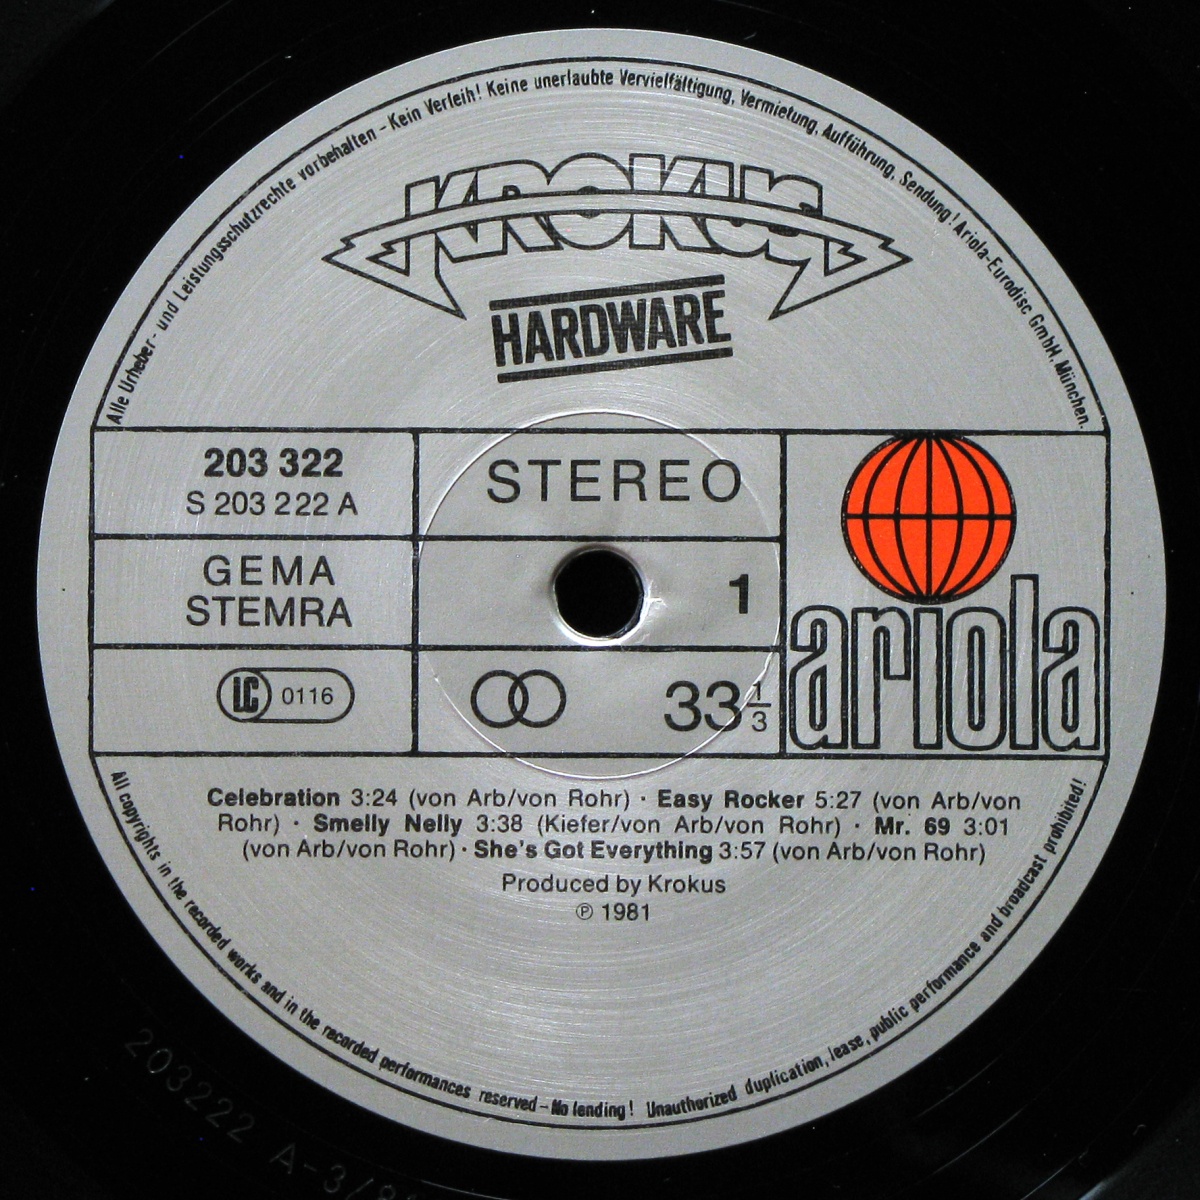 Alle Urheber- und Leistungsschutzrechte vorbehalten – Kein Verleih! Keine unerlaubte Vervielfältigung, Vermietung, Aufführung, Sendung! Ariola-Eurodisc GmbH, München.
KROKUS
HARDWARE
203 322
S 203 222 A
STEREO
GEMA
STEMRA
1
LC 0116
33 1/3
ariola
Celebration 3:24 (von Arb/von Rohr) · Easy Rocker 5:27 (von Arb/von
Rohr) · Smelly Nelly 3:38 (Kiefer/von Arb/von Rohr) · Mr. 69 3:01
(von Arb/von Rohr) · She's Got Everything 3:57 (von Arb/von Rohr)
Produced by Krokus
℗ 1981
All copyrights in the recorded works and in the recorded performances reserved – No lending! Unauthorized duplication, lease, public performance and broadcast prohibited!
203222 A-3/8